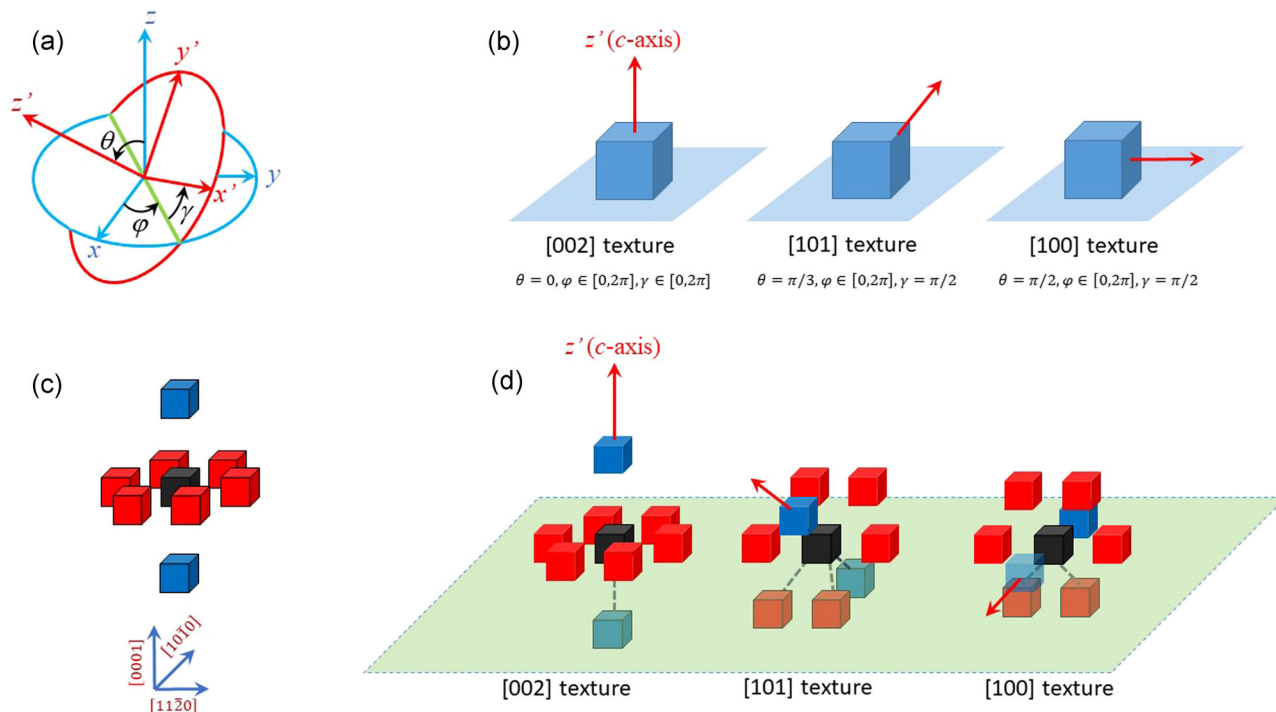 (a)
z
y’
z’
θ
x’
y
γ
φ
x
(b)
z’ (c-axis)
[002] texture
[101] texture
[100] texture
θ = 0, φ ∈ [0,2π], γ ∈ [0,2π]
θ = π/3, φ ∈ [0,2π], γ = π/2
θ = π/2, φ ∈ [0,2π], γ = π/2
(c)
[0001]
[101̅0]
[112̅0]
(d)
z’ (c-axis)
[002] texture
[101] texture
[100] texture